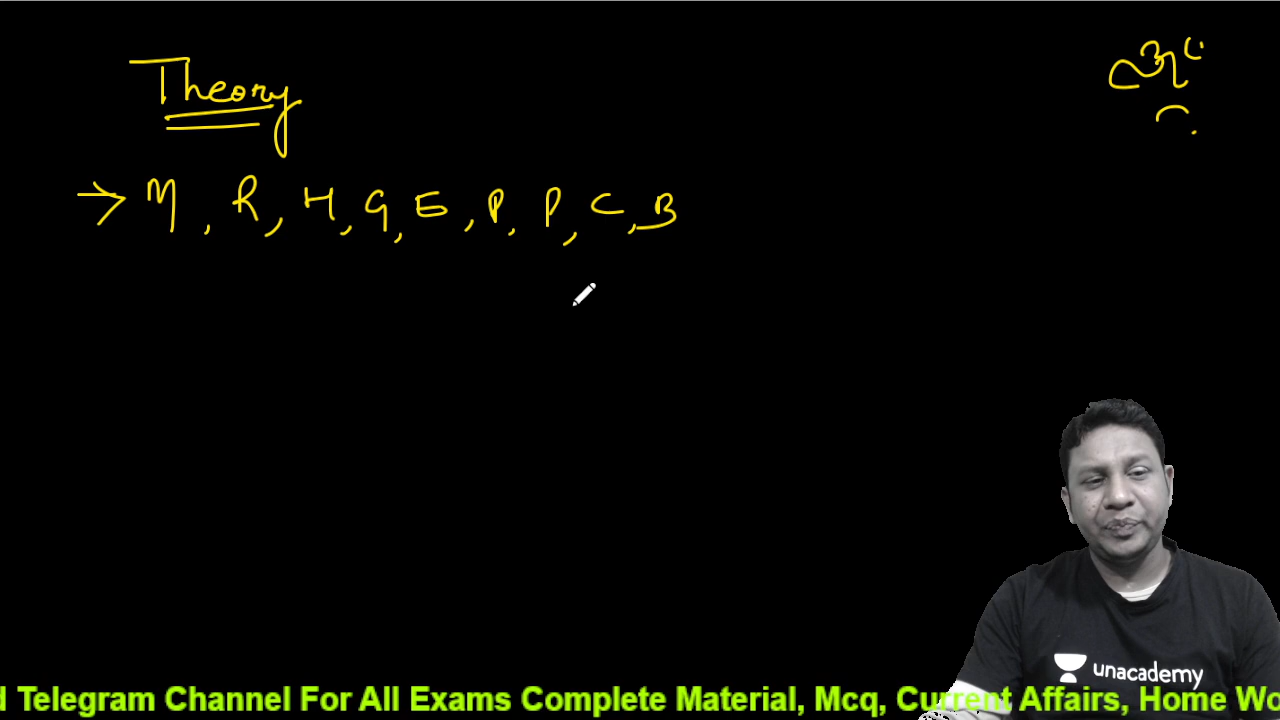 Theory
→ M, R, H, G, E, P, P, C, B
unacademy
d Telegram Channel For All Exams Complete Material, Mcq, Current Affairs, Home Wo